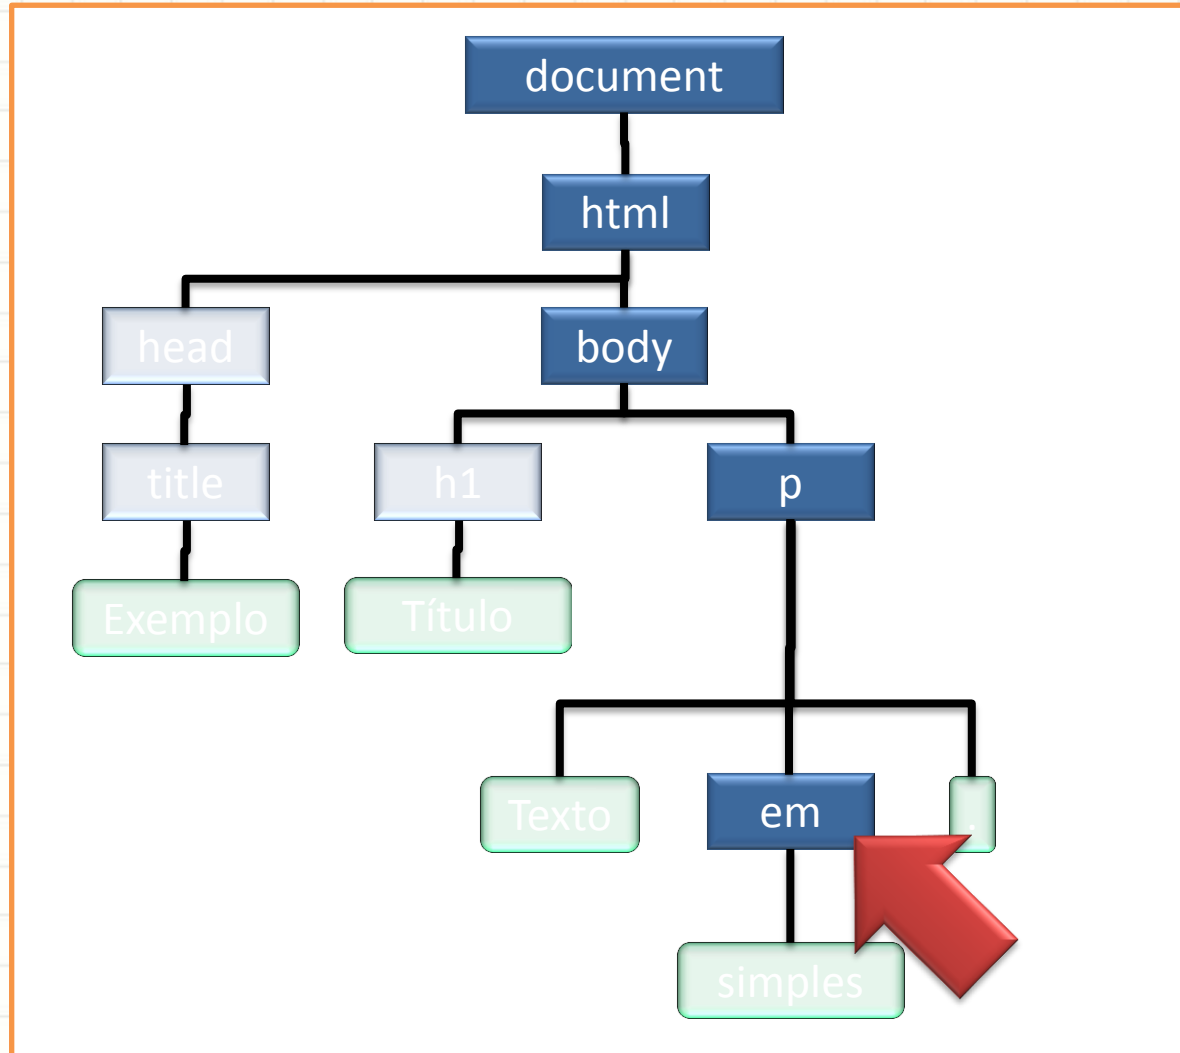 document
html
head
body
title
h1
p
Exemplo
Título
Texto
em
.
simples